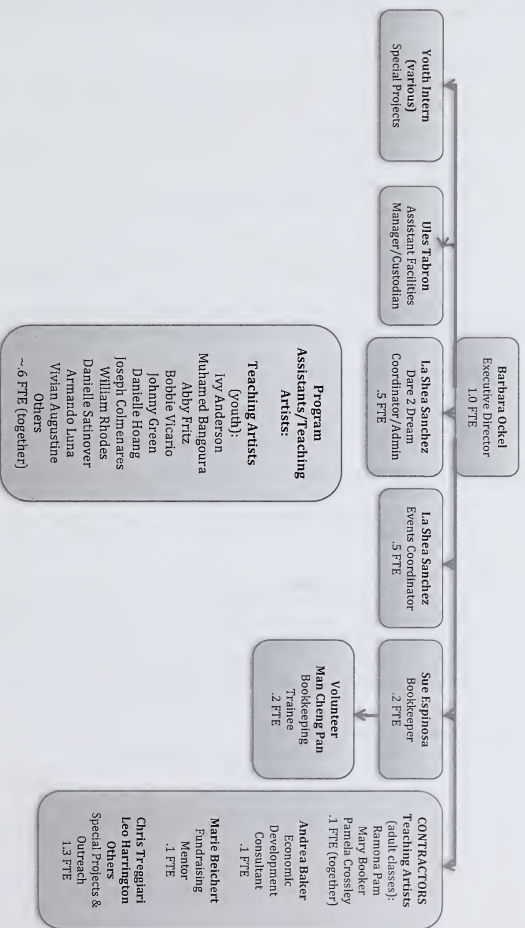 Barbara Ockel
Executive Director
1.0 FTE
Youth Intern
(various)
Special Projects
Ules Tabron
Assistant Facilities
Manager/Custodian
La Shea Sanchez
Dare 2 Dream
Coordinator/Admin
.5 FTE
La Shea Sanchez
Events Coordinator
.5 FTE
Sue Espinosa
Bookkeeper
.2 FTE
CONTRACTORS
Teaching Artists
(adult classes):
Ramona Pam
Mary Booker
Pamela Crossley
.1 FTE (together)
Andrea Baker
Economic
Development
Consultant
.1 FTE
Marie Beichert
Fundraising
Mentor
.1 FTE
Chris Treggiari
Leo Harrington
Others
Special Projects &
Outreach
1.3 FTE
Volunteer
Man Cheng Pan
Bookkeeping
Trainee
.2 FTE
Program
Assistants/Teaching
Artists:
Teaching Artists
(youth):
Ivy Anderson
Muhamed Bangoura
Abby Fritz
Bobbie Vicario
Johnny Green
Danielle Hoang
Joseph Colmenares
William Rhodes
Danielle Satinover
Armando Luna
Vivian Augustine
Others
~.6 FTE (together)